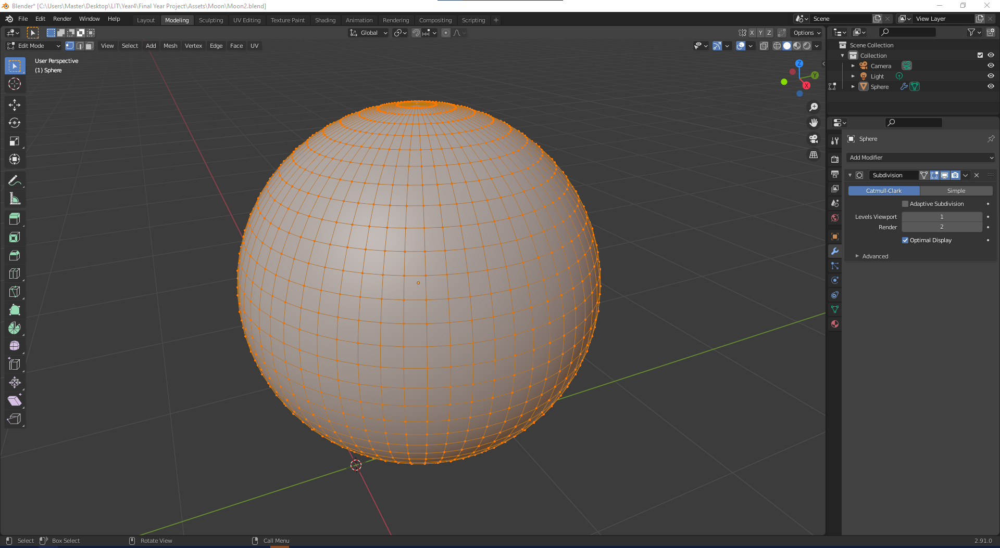 Blender* [C:\Users\Master\Desktop\LIT\Year4\Final Year Project\Assets\Moon\Moon2.blend]
File Edit Render Window Help Layout Modeling Sculpting UV Editing Texture Paint Shading Animation Rendering Compositing Scripting + Scene View Layer
Global X Y Z Options
Edit Mode View Select Add Mesh Vertex Edge Face UV
User Perspective
(1) Sphere
Z
Y
X
Scene Collection
Collection
Camera
Light
Sphere
Sphere
Add Modifier
Subdivision
Catmull-Clark Simple
Adaptive Subdivision
Levels Viewport 1
Render 2
Optimal Display
Advanced
Select Box Select Rotate View Call Menu 2.91.0